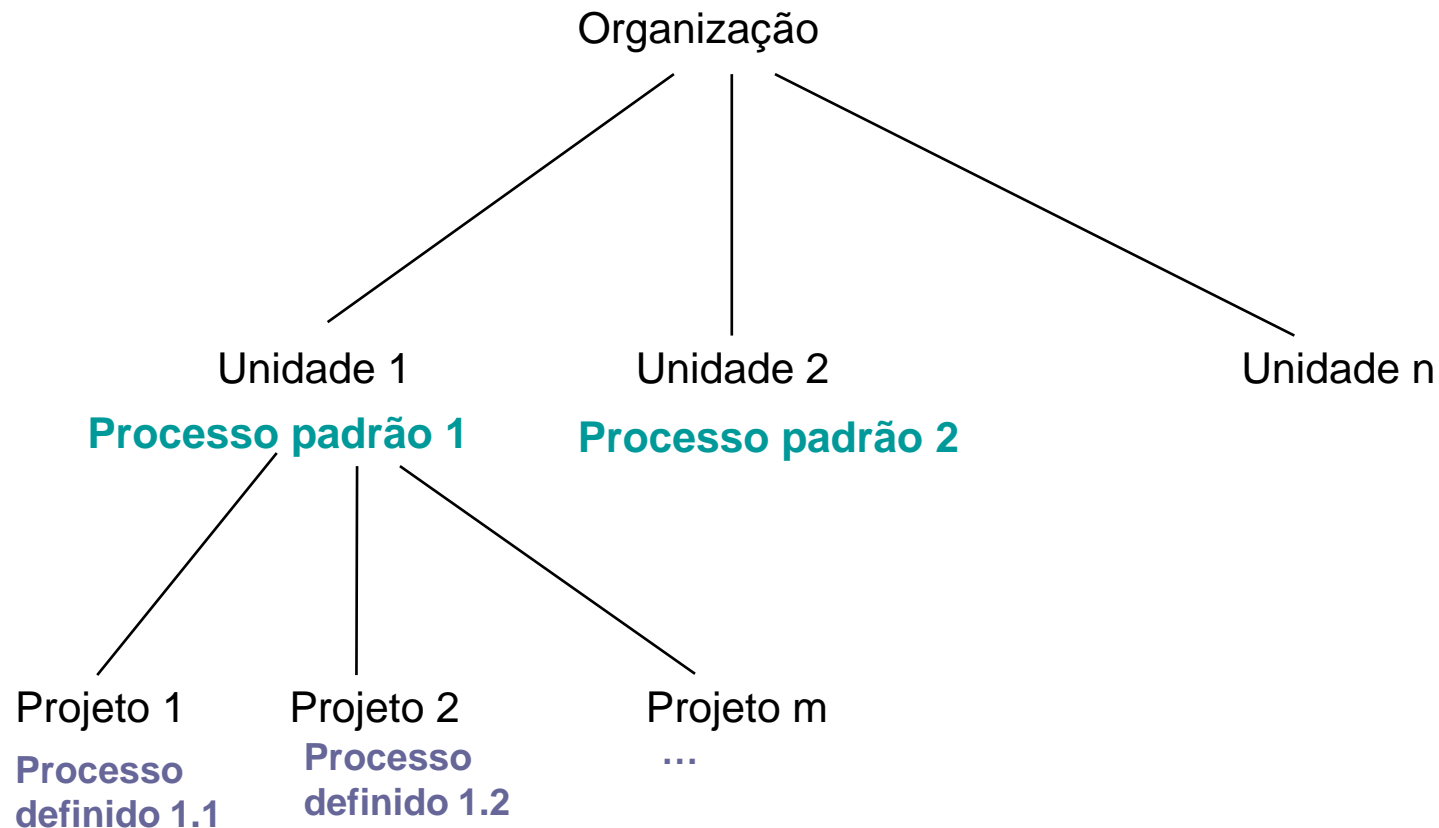 Organização
Unidade 1
Unidade 2
Unidade n
Processo padrão 1
Processo padrão 2
Projeto 1
Projeto 2
Projeto m
Processo
definido 1.1
Processo
definido 1.2
…